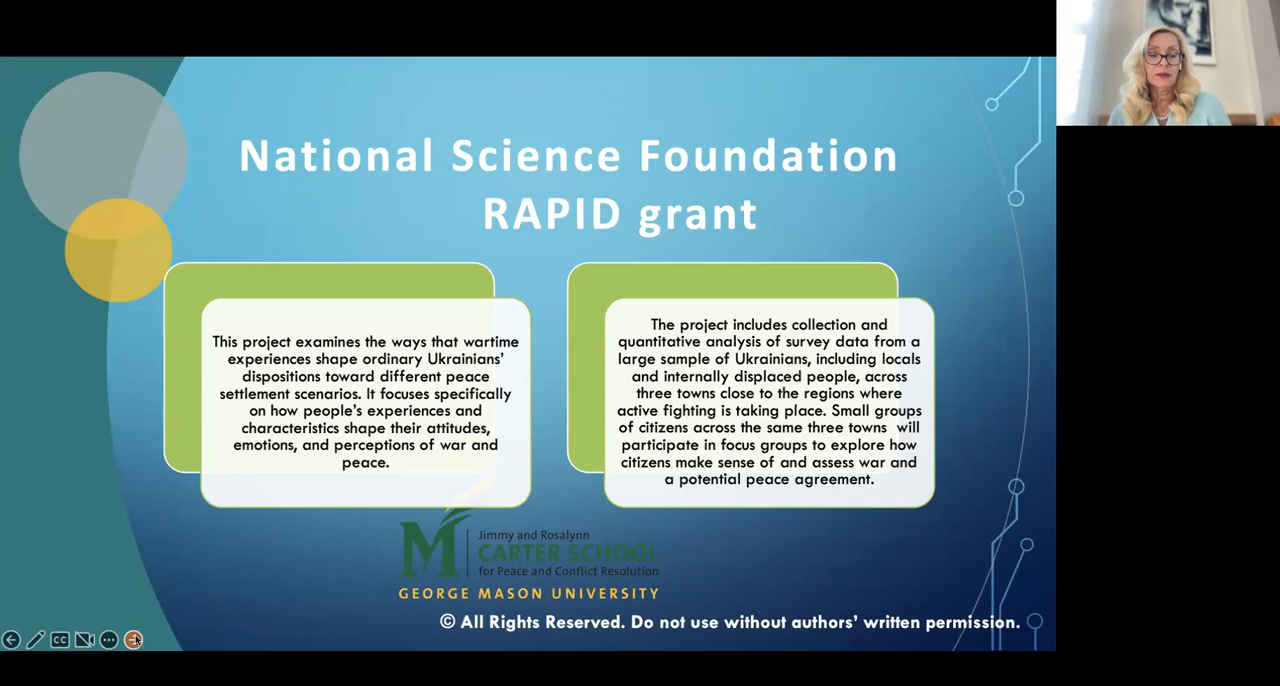 National Science Foundation
RAPID grant
This project examines the ways that wartime
experiences shape ordinary Ukrainians’
dispositions toward different peace
settlement scenarios. It focuses specifically
on how people’s experiences and
characteristics shape their attitudes,
emotions, and perceptions of war and
peace.
The project includes collection and
quantitative analysis of survey data from a
large sample of Ukrainians, including locals
and internally displaced people, across
three towns close to the regions where
active fighting is taking place. Small groups
of citizens across the same three towns will
participate in focus groups to explore how
citizens make sense of and assess war and
a potential peace agreement.
M
Jimmy and Rosalynn
CARTER SCHOOL
for Peace and Conflict Resolution
GEORGE MASON UNIVERSITY
© All Rights Reserved. Do not use without authors’ written permission.
CC